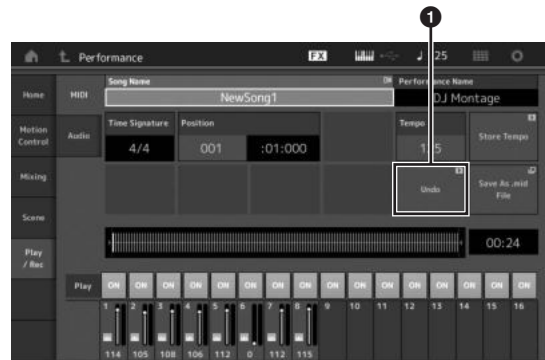 1
Performance
FX
25
Song Name
Performance Name
Home
MIDI
NewSong1
DJ Montage
Motion
Control
Audio
Time Signature
Position
Tempo
Store Tempo
4/4
001
:01:000
Mixing
Undo
Save As .mid
File
Scene
Play
/ Rec
00:24
Play
ON ON ON ON ON ON ON ON ON ON ON ON ON ON ON ON
1 2 3 4 5 6 7 8 9 10 11 12 13 14 15 16
114 105 108 106 112 0 112 115